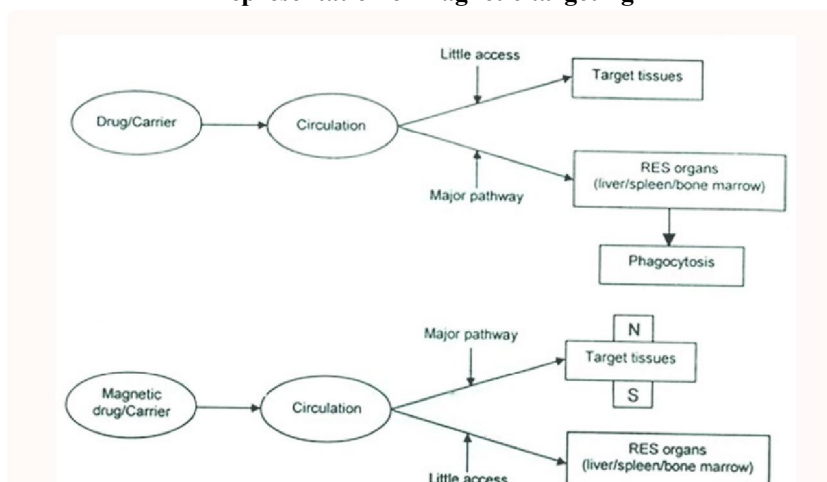 Little access
Target tissues
Drug/Carrier
Circulation
RES organs
(liver/spleen/bone marrow)
Major pathway
Phagocytosis
Major pathway
N
Target tissues
S
Magnetic
drug/Carrier
Circulation
RES organs
(liver/spleen/bone marrow)
Little access